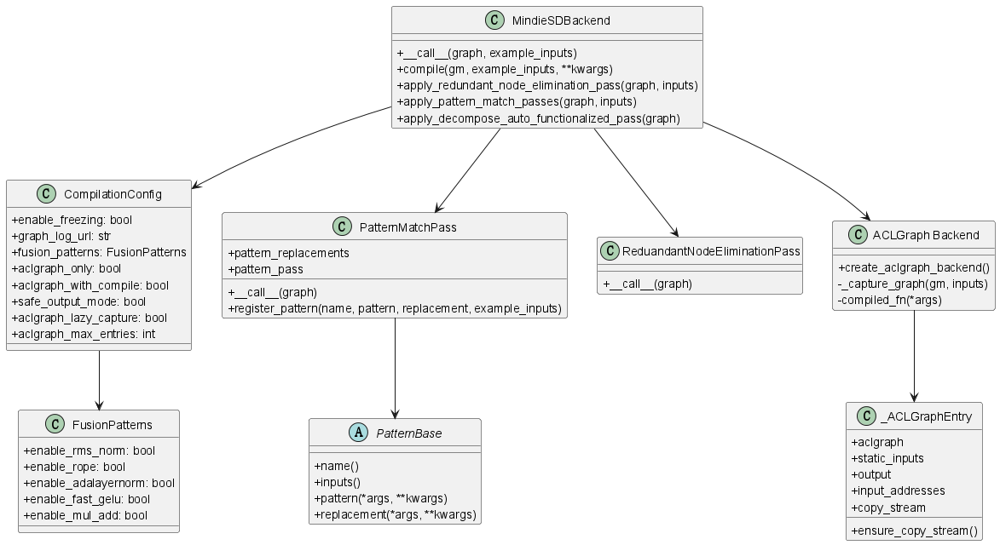 C MindieSDBackend
+__call__(graph, example_inputs)
+compile(gm, example_inputs, **kwargs)
+apply_redundant_node_elimination_pass(graph, inputs)
+apply_pattern_match_passes(graph, inputs)
+apply_decompose_auto_functionalized_pass(graph)
C CompilationConfig
+enable_freezing: bool
+graph_log_url: str
+fusion_patterns: FusionPatterns
+aclgraph_only: bool
+aclgraph_with_compile: bool
+safe_output_mode: bool
+aclgraph_lazy_capture: bool
+aclgraph_max_entries: int
C PatternMatchPass
+pattern_replacements
+pattern_pass
+__call__(graph)
+register_pattern(name, pattern, replacement, example_inputs)
C ReduandantNodeEliminationPass
+__call__(graph)
C ACLGraph Backend
+create_aclgraph_backend()
-_capture_graph(gm, inputs)
-compiled_fn(*args)
C FusionPatterns
+enable_rms_norm: bool
+enable_rope: bool
+enable_adalayernorm: bool
+enable_fast_gelu: bool
+enable_mul_add: bool
A PatternBase
+name()
+inputs()
+pattern(*args, **kwargs)
+replacement(*args, **kwargs)
C _ACLGraphEntry
+aclgraph
+static_inputs
+output
+input_addresses
+copy_stream
+ensure_copy_stream()